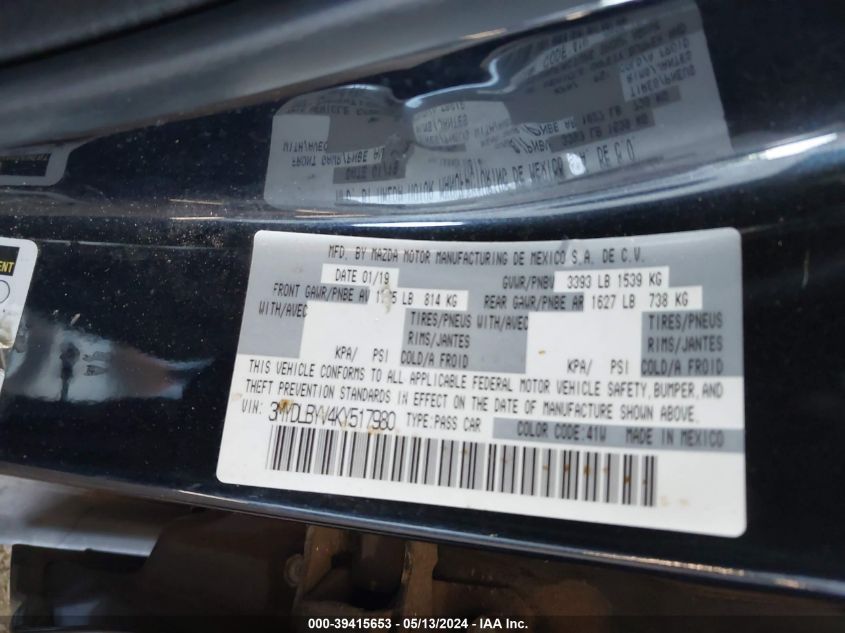 MFD. BY MAZDA MOTOR MANUFACTURING DE MEXICO S.A. DE C.V.
DATE 01/19 GVWR/PNBV 3393 LB 1539 KG
FRONT GAWR/PNBE AV LB 814 KG REAR GAWR/PNBE AR 1627 LB 738 KG
WITH/AVEC TIRES/PNEUS WITH/AVEC TIRES/PNEUS
RIMS/JANTES RIMS/JANTES
KPA/ PSI COLD/A FROID KPA/ PSI COLD/A FROID
THIS VEHICLE CONFORMS TO ALL APPLICABLE FEDERAL MOTOR VEHICLE SAFETY, BUMPER, AND
THEFT PREVENTION STANDARDS IN EFFECT ON THE DATE OF MANUFACTURE SHOWN ABOVE.
VIN: 3MYDLBYV4KY517980 TYPE:PASS CAR COLOR CODE:41W MADE IN MEXICO
000-39415653 - 05/13/2024 - IAAI.COM.